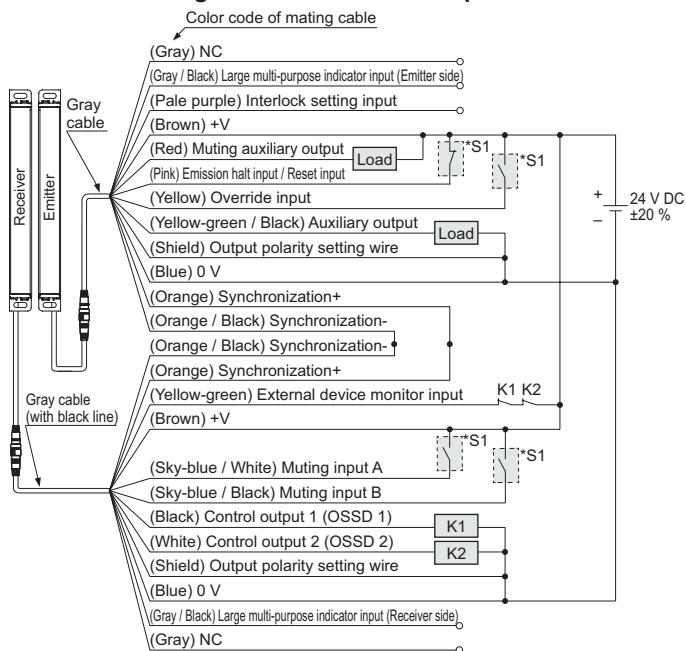 Color code of mating cable
(Gray) NC
(Gray / Black) Large multi-purpose indicator input (Emitter side)
(Pale purple) Interlock setting input
(Brown) +V
(Red) Muting auxiliary output
Load
*S1
*S1
(Pink) Emission halt input / Reset input
(Yellow) Override input
(Yellow-green / Black) Auxiliary output
Load
(Shield) Output polarity setting wire
(Blue) 0 V
(Orange) Synchronization+
(Orange / Black) Synchronization-
(Orange / Black) Synchronization-
(Orange) Synchronization+
(Yellow-green) External device monitor input
K1 K2
(Brown) +V
*S1
*S1
(Sky-blue / White) Muting input A
(Sky-blue / Black) Muting input B
(Black) Control output 1 (OSSD 1)
K1
(White) Control output 2 (OSSD 2)
K2
(Shield) Output polarity setting wire
(Blue) 0 V
(Gray / Black) Large multi-purpose indicator input (Receiver side)
(Gray) NC
Gray
cable
Receiver
Emitter
Gray cable
(with black line)
+
–
24 V DC
±20 %